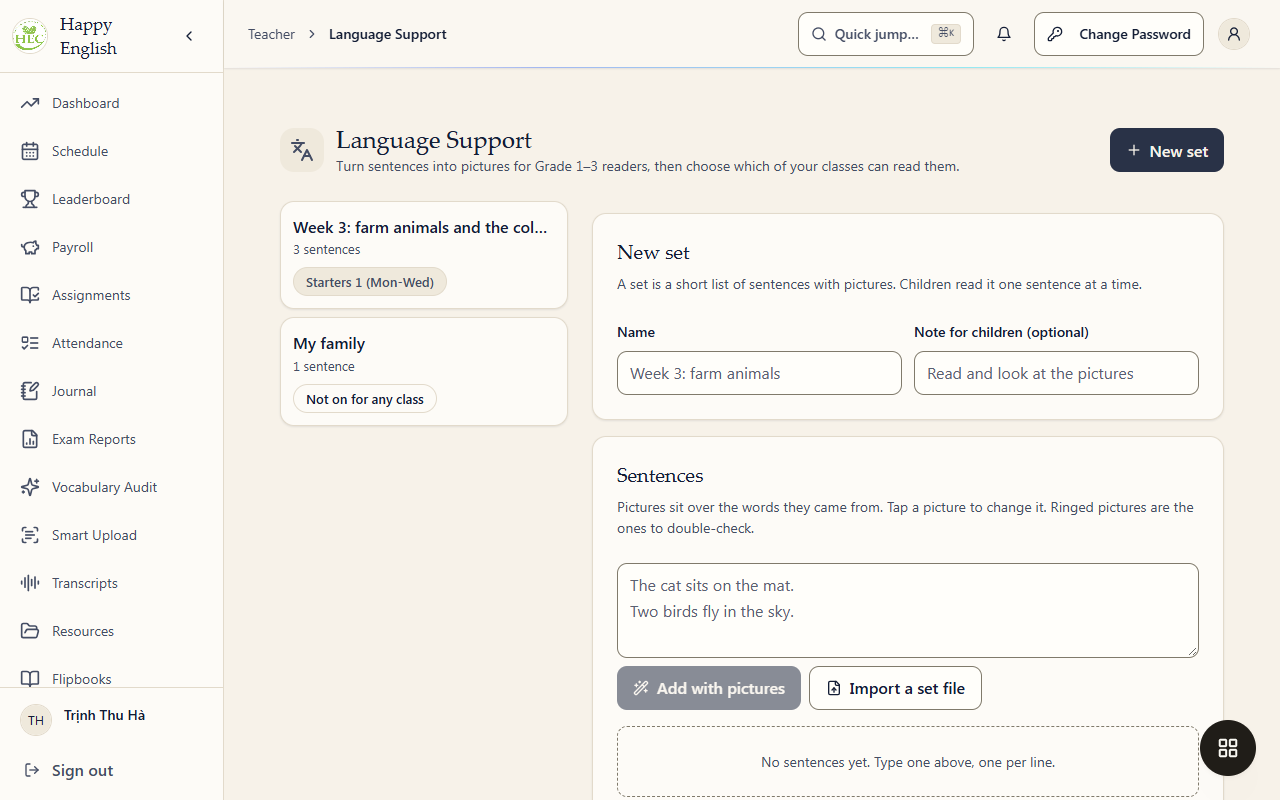 HEC
Happy
English
Dashboard
Schedule
Leaderboard
Payroll
Assignments
Attendance
Journal
Exam Reports
Vocabulary Audit
Smart Upload
Transcripts
Resources
Flipbooks
TH
Trịnh Thu Hà
Sign out
Teacher
Language Support
Quick jump...
⌘K
Change Password
Language Support
Turn sentences into pictures for Grade 1–3 readers, then choose which of your classes can read them.
New set
Week 3: farm animals and the col...
3 sentences
Starters 1 (Mon-Wed)
My family
1 sentence
Not on for any class
New set
A set is a short list of sentences with pictures. Children read it one sentence at a time.
Name
Note for children (optional)
Week 3: farm animals
Read and look at the pictures
Sentences
Pictures sit over the words they came from. Tap a picture to change it. Ringed pictures are the
ones to double-check.
The cat sits on the mat.
Two birds fly in the sky.
Add with pictures
Import a set file
No sentences yet. Type one above, one per line.